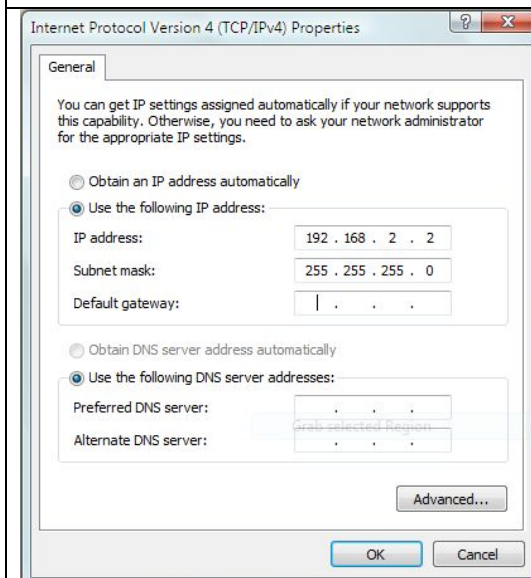 Internet Protocol Version 4 (TCP/IPv4) Properties
General
You can get IP settings assigned automatically if your network supports
this capability. Otherwise, you need to ask your network administrator
for the appropriate IP settings.
Obtain an IP address automatically
Use the following IP address:
IP address: 192 . 168 . 2 . 2
Subnet mask: 255 . 255 . 255 . 0
Default gateway: . . .
Obtain DNS server address automatically
Use the following DNS server addresses:
Preferred DNS server: . . .
Grab selected Region
Alternate DNS server: . . .
Advanced...
OK Cancel